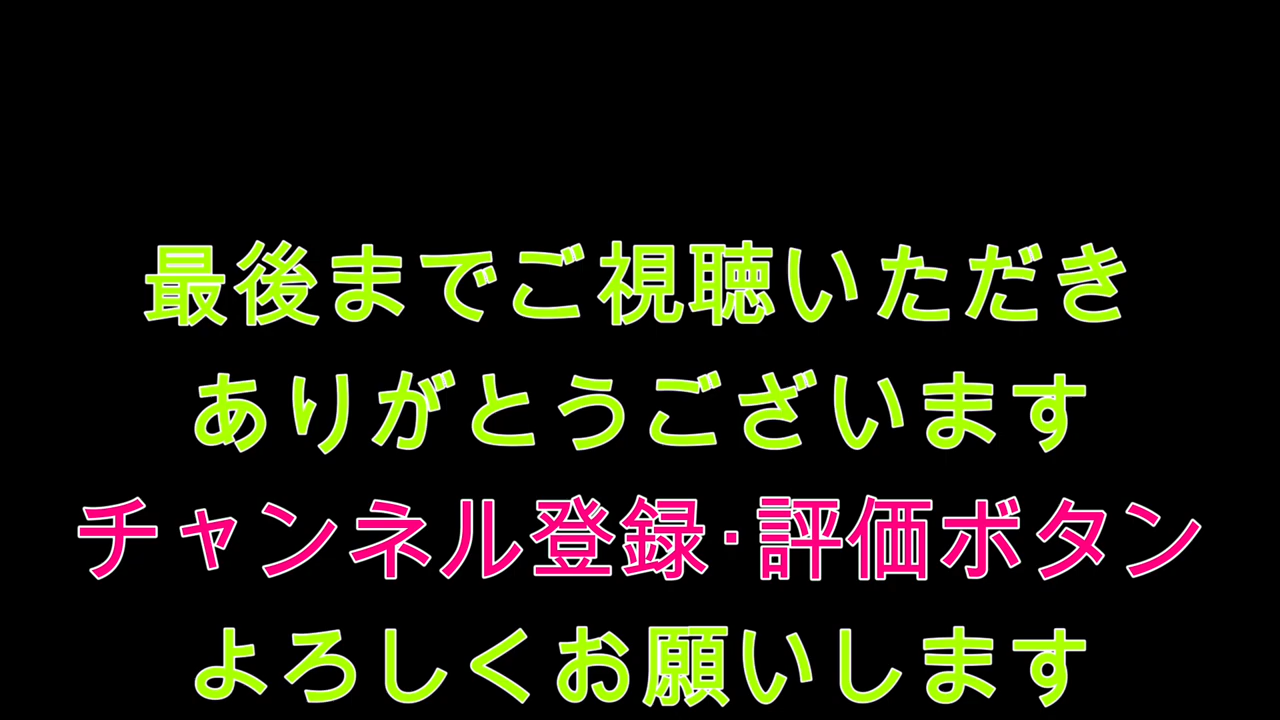 最後までご視聴いただき
ありがとうございます
チャンネル登録･評価ボタン
よろしくお願いします